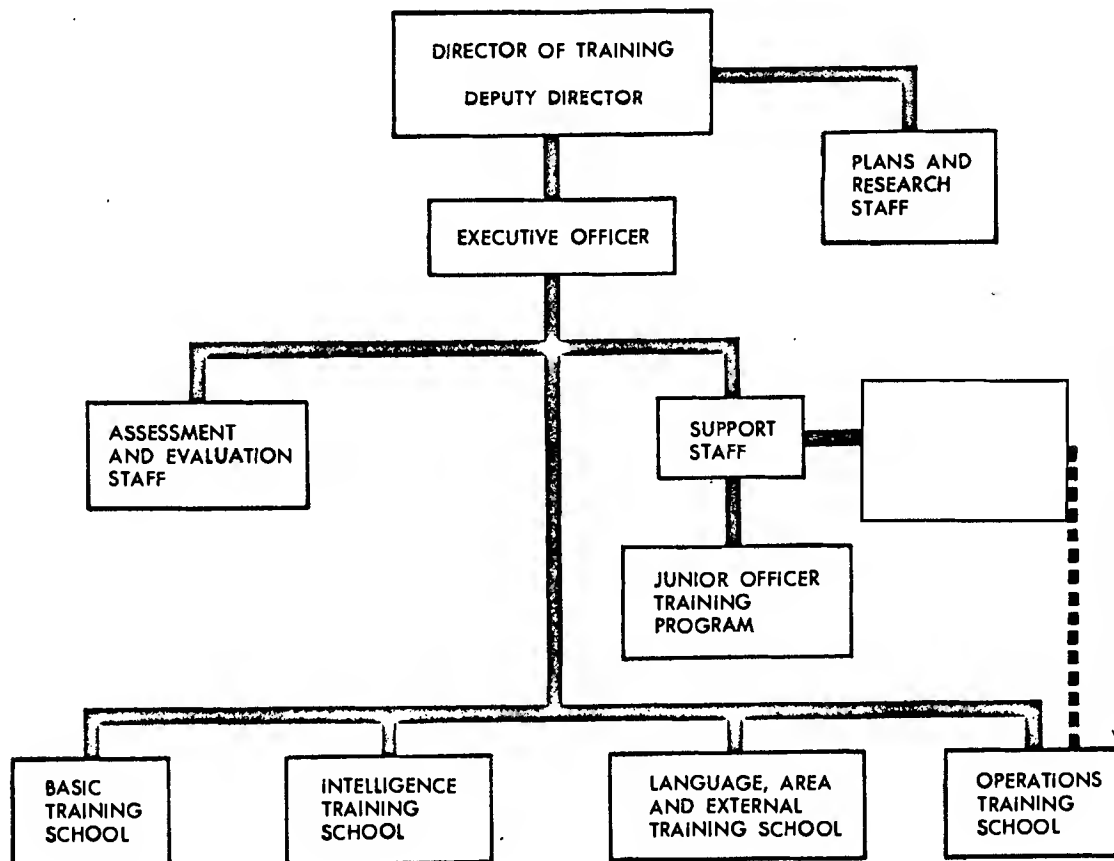 DIRECTOR OF TRAINING
DEPUTY DIRECTOR
PLANS AND
RESEARCH
STAFF
EXECUTIVE OFFICER
ASSESSMENT
AND EVALUATION
STAFF
SUPPORT
STAFF
JUNIOR OFFICER
TRAINING
PROGRAM
BASIC
TRAINING
SCHOOL
INTELLIGENCE
TRAINING
SCHOOL
LANGUAGE, AREA
AND EXTERNAL
TRAINING SCHOOL
OPERATIONS
TRAINING
SCHOOL